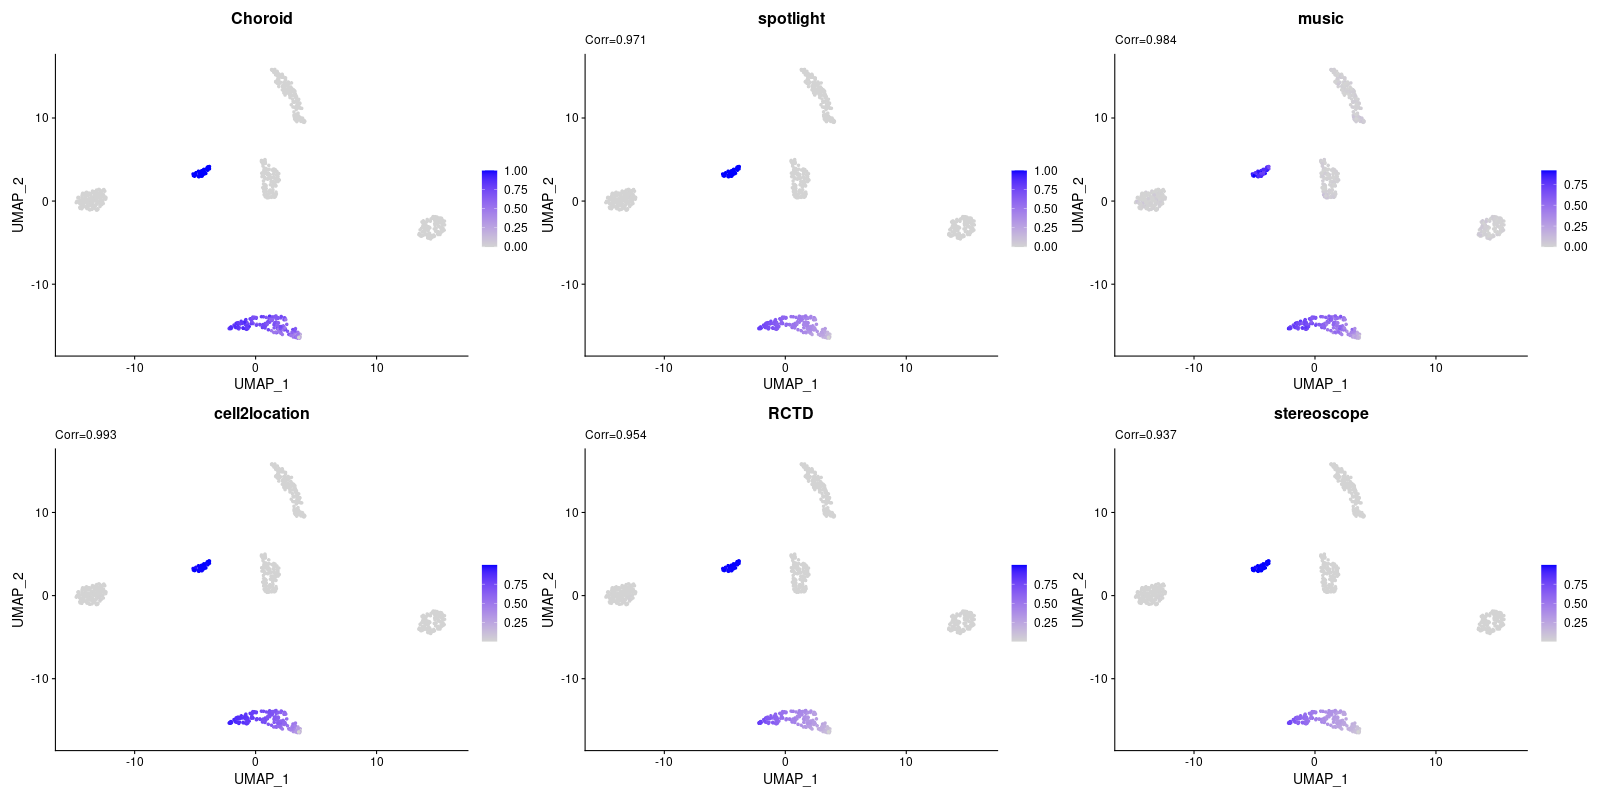 Choroid
10
0
-10
UMAP_2
-10 0 10
UMAP_1
1.00
0.75
0.50
0.25
0.00
spotlight
Corr=0.971
10
0
-10
UMAP_2
-10 0 10
UMAP_1
1.00
0.75
0.50
0.25
0.00
music
Corr=0.984
10
0
-10
UMAP_2
-10 0 10
UMAP_1
0.75
0.50
0.25
0.00
cell2location
Corr=0.993
10
0
-10
UMAP_2
-10 0 10
UMAP_1
0.75
0.50
0.25
RCTD
Corr=0.954
10
0
-10
UMAP_2
-10 0 10
UMAP_1
0.75
0.50
0.25
stereoscope
Corr=0.937
10
0
-10
UMAP_2
-10 0 10
UMAP_1
0.75
0.50
0.25